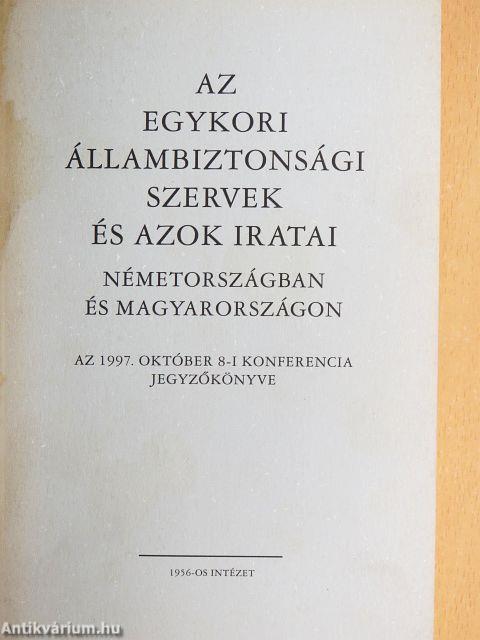 AZ
EGYKORI
ÁLLAMBIZTONSÁGI
SZERVEK
ÉS AZOK IRATAI
NÉMETORSZÁGBAN
ÉS MAGYARORSZÁGON
AZ 1997. OKTÓBER 8-I KONFERENCIA
JEGYZŐKÖNYVE
1956-OS INTÉZET
Antikvárium.hu